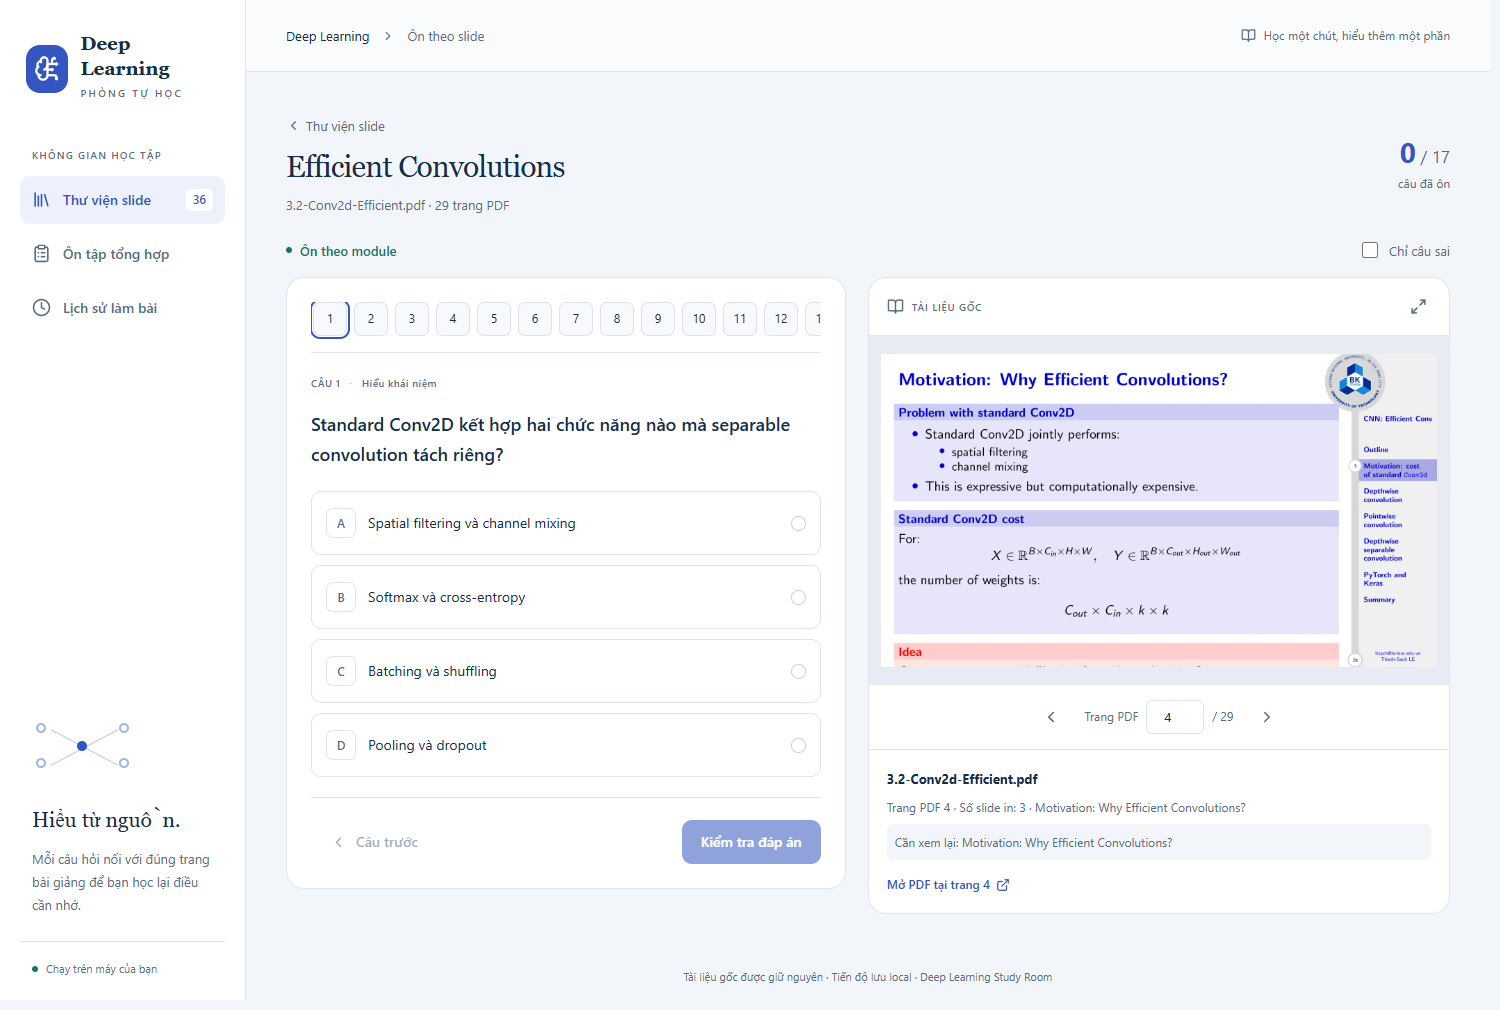 Deep
Learning
PHÒNG TỰ HỌC
KHÔNG GIAN HỌC TẬP
Thư viện slide 36
Ôn tập tổng hợp
Lịch sử làm bài
Hiểu từ nguồn.
Mỗi câu hỏi nối với đúng trang
bài giảng để bạn học lại điều
cần nhớ.
Chạy trên máy của bạn
Deep Learning > Ôn theo slide
Học một chút, hiểu thêm một phần
Thư viện slide
Efficient Convolutions
3.2-Conv2d-Efficient.pdf · 29 trang PDF
0 / 17
câu đã ôn
Ôn theo module
Chỉ câu sai
1 2 3 4 5 6 7 8 9 10 11 12
CÂU 1 · Hiểu khái niệm
Standard Conv2D kết hợp hai chức năng nào mà separable
convolution tách riêng?
A Spatial filtering và channel mixing
B Softmax và cross-entropy
C Batching và shuffling
D Pooling và dropout
Câu trước
Kiểm tra đáp án
TÀI LIỆU GỐC
Motivation: Why Efficient Convolutions?
Problem with standard Conv2D
• Standard Conv2D jointly performs:
• spatial filtering
• channel mixing
• This is expressive but computationally expensive.
Standard Conv2D cost
For:
X ∈ ℝ^{B×C_in×H×W}, Y ∈ ℝ^{B×C_out×H_out×W_out}
the number of weights is:
C_out × C_in × k × k
Idea
BK
CNN: Efficient Conv
Outline
3
Motivation: cost
of standard Conv2d
Depthwise
convolution
Pointwise
convolution
Depthwise
separable
convolution
PyTorch and
Keras
Summary
Thanh-Sach LE
Trang PDF 4 / 29
3.2-Conv2d-Efficient.pdf
Trang PDF 4 · Số slide in: 3 · Motivation: Why Efficient Convolutions?
Cần xem lại: Motivation: Why Efficient Convolutions?
Mở PDF tại trang 4
Tài liệu gốc được giữ nguyên · Tiến độ lưu local · Deep Learning Study Room